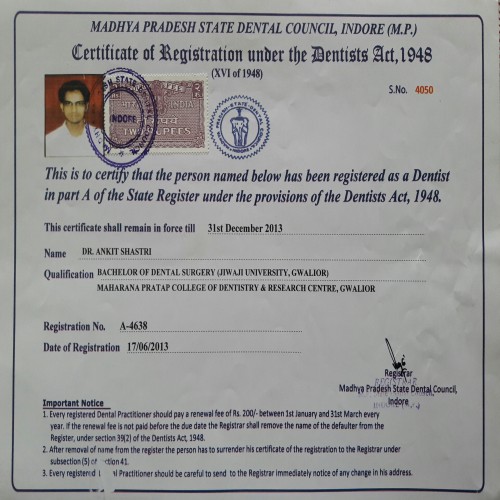 MADHYA PRADESH STATE DENTAL COUNCIL, INDORE (M.P.)
Certificate of Registration under the Dentists Act, 1948
(XVI of 1948)
S.No. 4050
INDORE
INDIA
TWO RUPEES
This is to certify that the person named below has been registered as a Dentist
in part A of the State Register under the provisions of the Dentists Act, 1948.
This certificate shall remain in force till 31st December 2013
Name DR. ANKIT SHASTRI
Qualification BACHELOR OF DENTAL SURGERY (JIWAJI UNIVERSITY, GWALIOR)
MAHARANA PRATAP COLLEGE OF DENTISTRY & RESEARCH CENTRE, GWALIOR
Registration No. A-4638
Date of Registration 17/06/2013
Registrar
Madhya Pradesh State Dental Council,
Indore
Important Notice
1. Every registered Dental Practitioner should pay a renewal fee of Rs. 200/- between 1st January and 31st March every
year. If the renewal fee is not paid before the due date the Registrar shall remove the name of the defaulter from the
Register, under section 39(2) of the Dentists Act, 1948.
2. After removal of name from the register the person has to surrender his certificate of the registration to the Registrar under
subsection (5) of section 41.
3. Every registered Practitioner should be careful to send to the Registrar immediately notice of any change in his address.